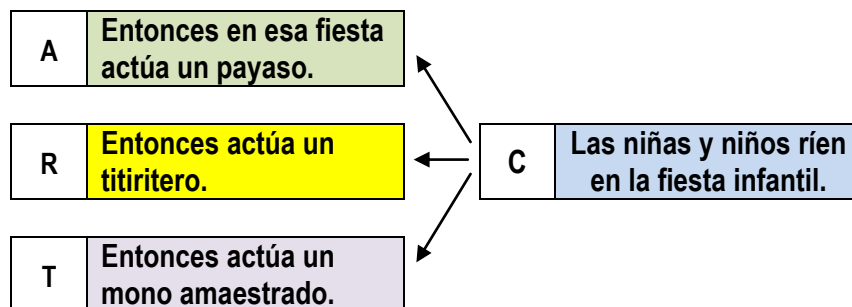 A
Entonces en esa fiesta
actúa un payaso.
R
Entonces actúa un
titiritero.
C
Las niñas y niños ríen
en la fiesta infantil.
T
Entonces actúa un
mono amaestrado.